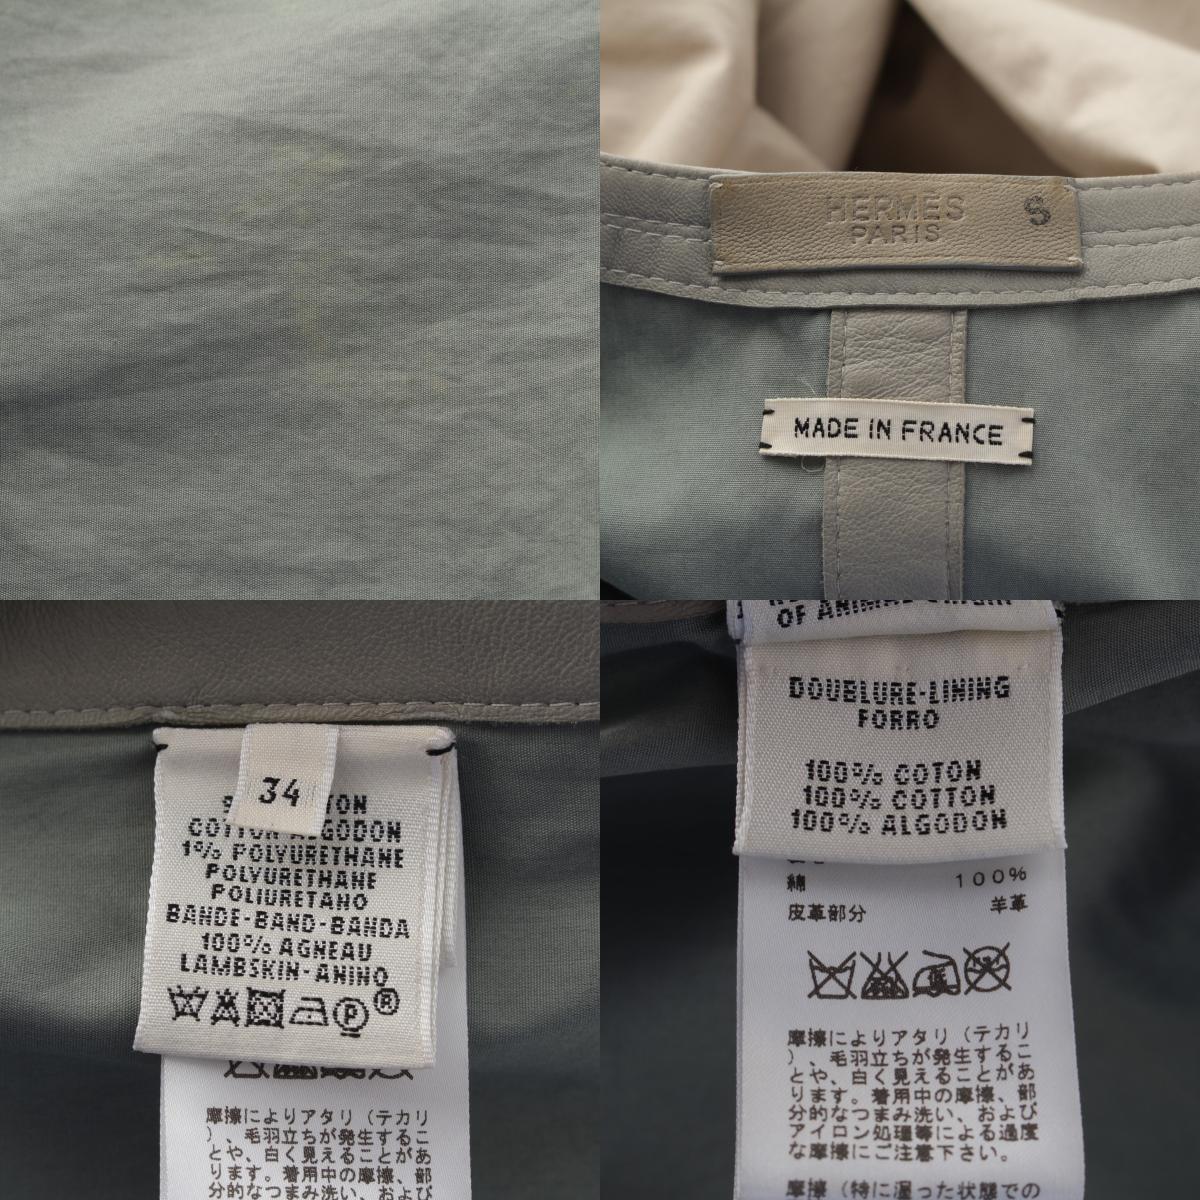 HERMES
PARIS
S
MADE IN FRANCE
34
COTTON ALGODON
1% POLYURETHANE
POLYURETHANE
POLIURETANO
BANDE-BAND-BANDA
100% AGNEAU
LAMBSKIN-ANINO
P
®
摩擦によりアタリ（テカリ
）、毛羽立ちが発生するこ
とや、白く見えることがあ
ります。着用中の摩擦、部
分的なつまみ洗い、および
OF ANIMAL ORIGIN
DOUBLURE-LINING
FORRO
100% COTON
100% COTTON
100% ALGODON
綿 100%
皮革部分 羊革
摩擦によりアタリ（テカリ
）、毛羽立ちが発生するこ
とや、白く見えることがあ
ります。着用中の摩擦、部
分的なつまみ洗い、および
アイロン処理等による過度
な摩擦にご注意下さい。
摩擦（特に湿った状態での